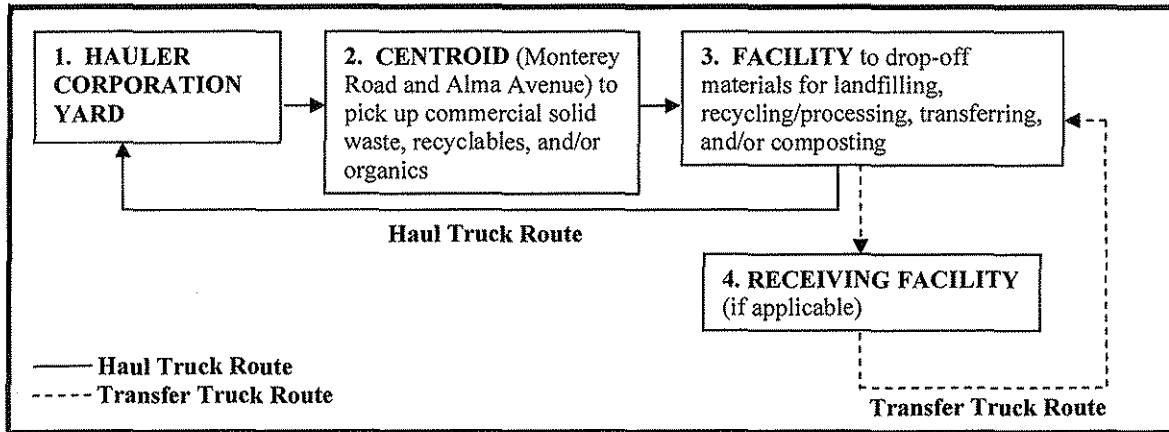 1. HAULER
CORPORATION
YARD
2. CENTROID (Monterey
Road and Alma Avenue) to
pick up commercial solid
waste, recyclables, and/or
organics
3. FACILITY to drop-off
materials for landfilling,
recycling/processing, transferring,
and/or composting
Haul Truck Route
4. RECEIVING FACILITY
(if applicable)
Haul Truck Route
Transfer Truck Route
Transfer Truck Route